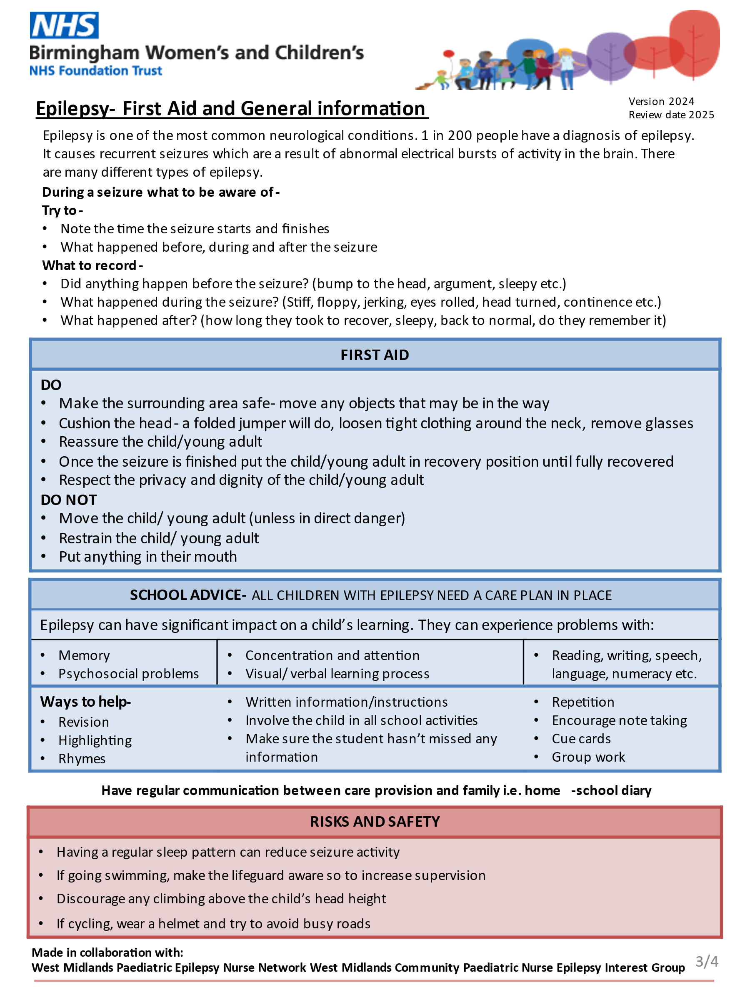 NHS
Birmingham Women's and Children's
NHS Foundation Trust
Epilepsy- First Aid and General information
Version 2024
Review date 2025
Epilepsy is one of the most common neurological conditions. 1 in 200 people have a diagnosis of epilepsy.
It causes recurrent seizures which are a result of abnormal electrical bursts of activity in the brain. There
are many different types of epilepsy.
During a seizure what to be aware of-
Try to-
• Note the time the seizure starts and finishes
• What happened before, during and after the seizure
What to record-
• Did anything happen before the seizure? (bump to the head, argument, sleepy etc.)
• What happened during the seizure? (Stiff, floppy, jerking, eyes rolled, head turned, continence etc.)
• What happened after? (how long they took to recover, sleepy, back to normal, do they remember it)
FIRST AID
DO
• Make the surrounding area safe- move any objects that may be in the way
• Cushion the head- a folded jumper will do, loosen tight clothing around the neck, remove glasses
• Reassure the child/young adult
• Once the seizure is finished put the child/young adult in recovery position until fully recovered
• Respect the privacy and dignity of the child/young adult
DO NOT
• Move the child/ young adult (unless in direct danger)
• Restrain the child/ young adult
• Put anything in their mouth
SCHOOL ADVICE- ALL CHILDREN WITH EPILEPSY NEED A CARE PLAN IN PLACE
Epilepsy can have significant impact on a child's learning. They can experience problems with:
• Memory
• Psychosocial problems
• Concentration and attention
• Visual/ verbal learning process
• Reading, writing, speech,
language, numeracy etc.
Ways to help-
• Revision
• Highlighting
• Rhymes
• Written information/instructions
• Involve the child in all school activities
• Make sure the student hasn't missed any
information
• Repetition
• Encourage note taking
• Cue cards
• Group work
Have regular communication between care provision and family i.e. home -school diary
RISKS AND SAFETY
• Having a regular sleep pattern can reduce seizure activity
• If going swimming, make the lifeguard aware so to increase supervision
• Discourage any climbing above the child's head height
• If cycling, wear a helmet and try to avoid busy roads
Made in collaboration with:
West Midlands Paediatric Epilepsy Nurse Network West Midlands Community Paediatric Nurse Epilepsy Interest Group
3/4